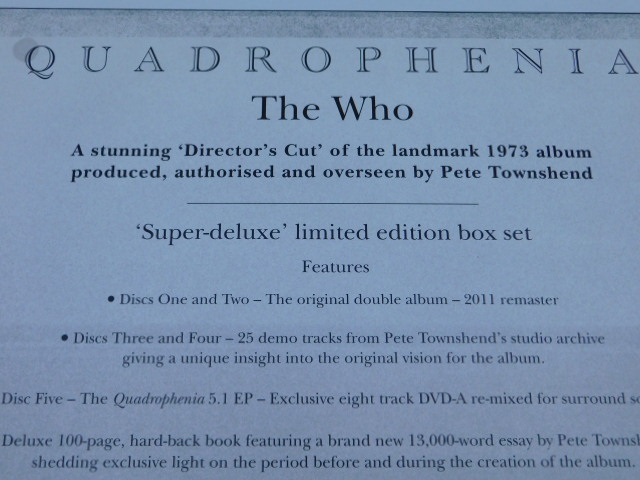 QUADROPHENIA
The Who
A stunning ‘Director’s Cut’ of the landmark 1973 album
produced, authorised and overseen by Pete Townshend
‘Super-deluxe’ limited edition box set
Features
• Discs One and Two – The original double album – 2011 remaster
• Discs Three and Four – 25 demo tracks from Pete Townshend’s studio archive
giving a unique insight into the original vision for the album.
Disc Five – The Quadrophenia 5.1 EP – Exclusive eight track DVD-A re-mixed for surround
Deluxe 100-page, hard-back book featuring a brand new 13,000-word essay by Pete
shedding exclusive light on the period before and during the creation of the album.